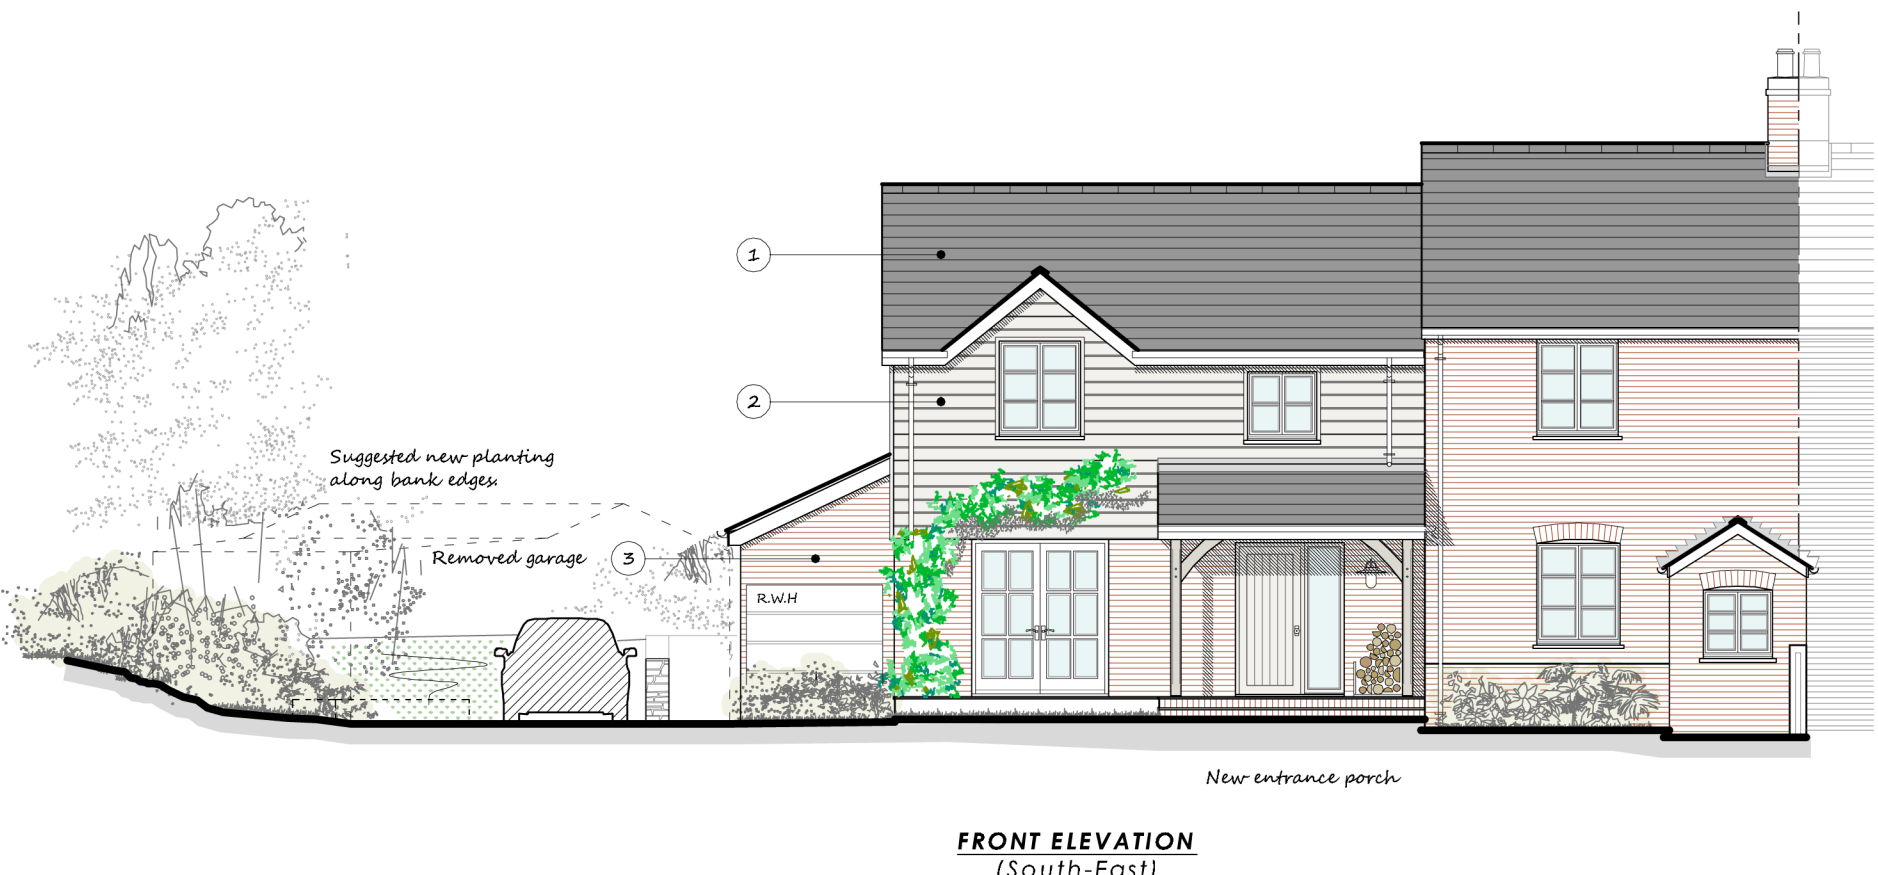 1
2
Suggested new planting
along bank edges.
Removed garage
3
R.W.H
New entrance porch
FRONT ELEVATION
(South-East)